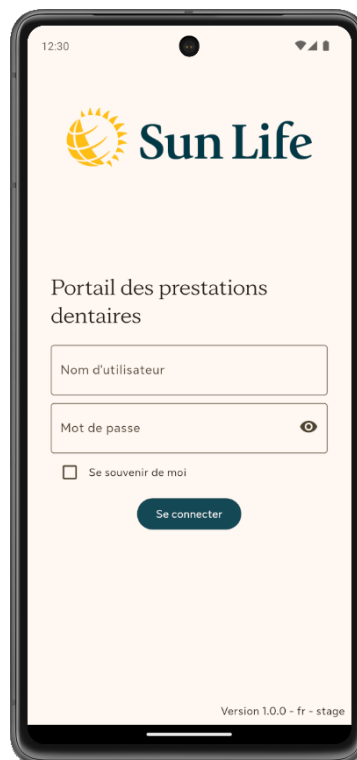 12:30
Sun Life
Portail des prestations
dentaires
Nom d'utilisateur
Mot de passe
Se souvenir de moi
Se connecter
Version 1.0.0 - fr - stage